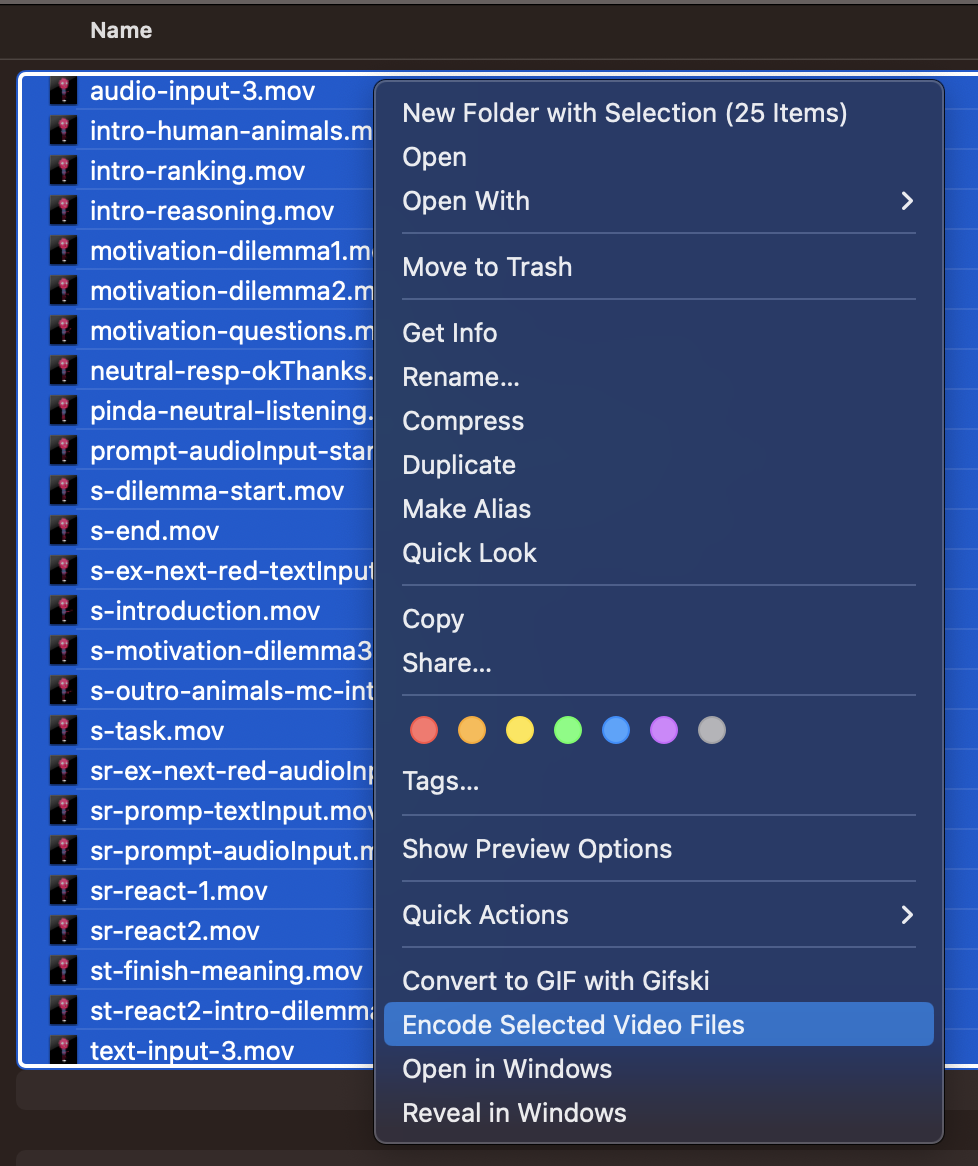 Name
audio-input-3.mov
intro-human-animals.m
intro-ranking.mov
intro-reasoning.mov
motivation-dilemma1.m
motivation-dilemma2.m
motivation-questions.m
neutral-resp-okThanks.
pinda-neutral-listening.
prompt-audioInput-star
s-dilemma-start.mov
s-end.mov
s-ex-next-red-textInput
s-introduction.mov
s-motivation-dilemma3
s-outro-animals-mc-int
s-task.mov
sr-ex-next-red-audioInp
sr-promp-textInput.mov
sr-prompt-audioInput.m
sr-react-1.mov
sr-react2.mov
st-finish-meaning.mov
st-react2-intro-dilemma
text-input-3.mov
New Folder with Selection (25 Items)
Open
Open With
Move to Trash
Get Info
Rename...
Compress
Duplicate
Make Alias
Quick Look
Copy
Share...
Tags...
Show Preview Options
Quick Actions
Convert to GIF with Gifski
Encode Selected Video Files
Open in Windows
Reveal in Windows